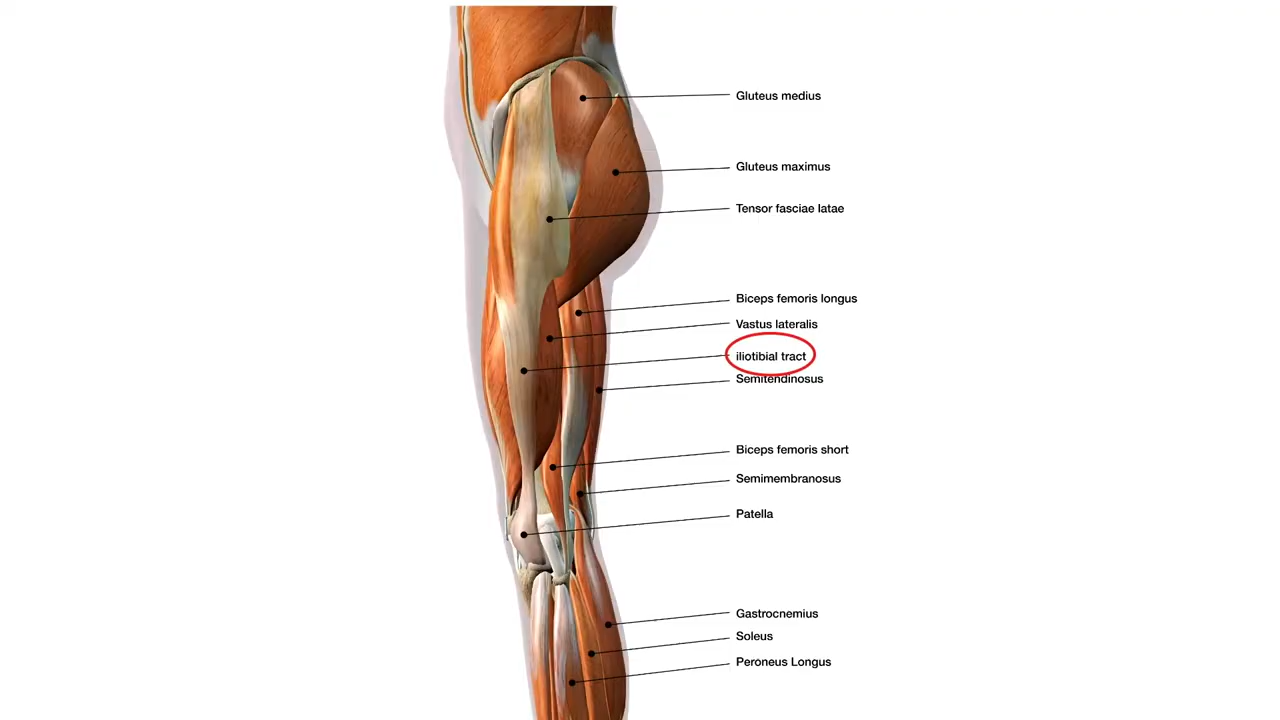 Gluteus medius
Gluteus maximus
Tensor fasciae latae
Biceps femoris longus
Vastus lateralis
iliotibial tract
Semitendinosus
Biceps femoris short
Semimembranosus
Patella
Gastrocnemius
Soleus
Peroneus Longus